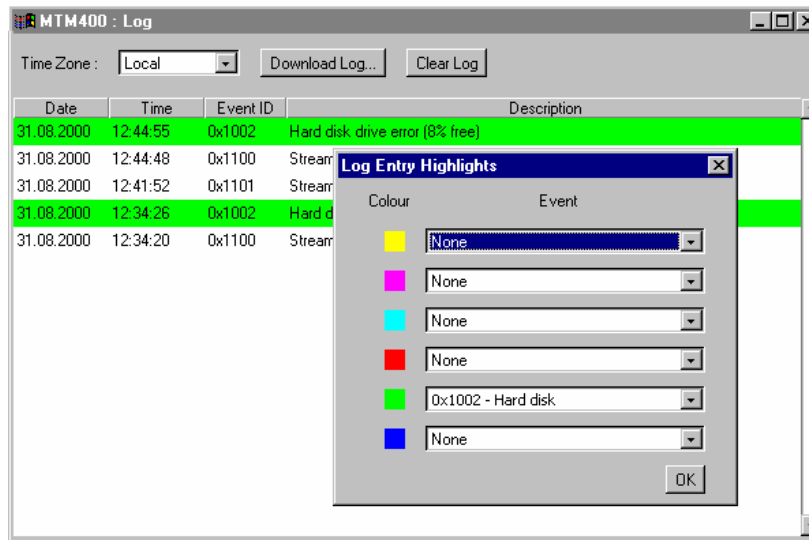 MTM400 : Log
Time Zone : Local Download Log... Clear Log
Date Time Event ID Description
31.08.2000 12:44:55 0x1002 Hard disk drive error (8% free)
31.08.2000 12:44:48 0x1100 Stream
31.08.2000 12:41:52 0x1101 Stream
31.08.2000 12:34:26 0x1002 Hard d
31.08.2000 12:34:20 0x1100 Stream
Log Entry Highlights
Colour Event
None
None
None
None
0x1002 - Hard disk
None
OK